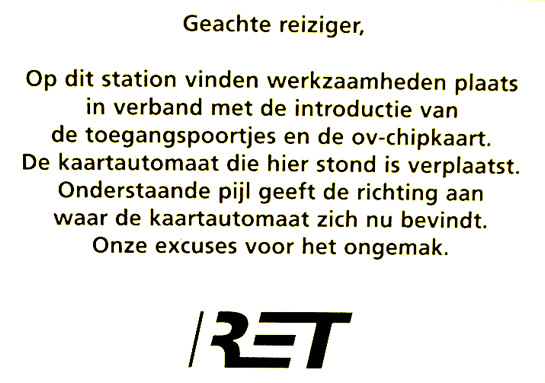 Geachte reiziger,
Op dit station vinden werkzaamheden plaats
in verband met de introductie van
de toegangspoortjes en de ov-chipkaart.
De kaartautomaat die hier stond is verplaatst.
Onderstaande pijl geeft de richting aan
waar de kaartautomaat zich nu bevindt.
Onze excuses voor het ongemak.
RET